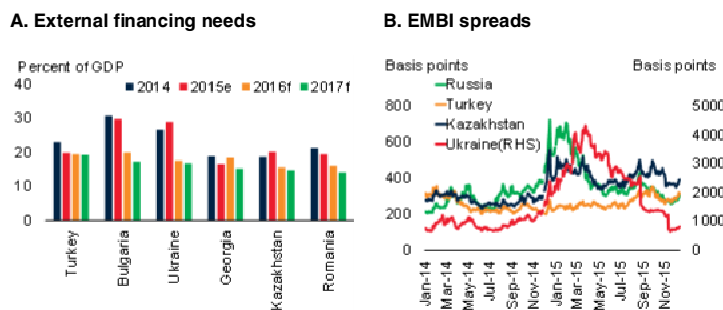 A. External financing needs
Percent of GDP
2014 2015e 2016f 2017f
40
30
20
10
0
Turkey
Bulgaria
Ukraine
Georgia
Kazakhstan
Romania
B. EMBI spreads
Basis points Basis points
Russia
Turkey
Kazakhstan
Ukraine(RHS)
800
600
400
200
0
5000
4000
3000
2000
1000
0
Jan-14
Mar-14
May-14
Jul-14
Sep-14
Nov-14
Jan-15
Mar-15
May-15
Jul-15
Sep-15
Nov-15